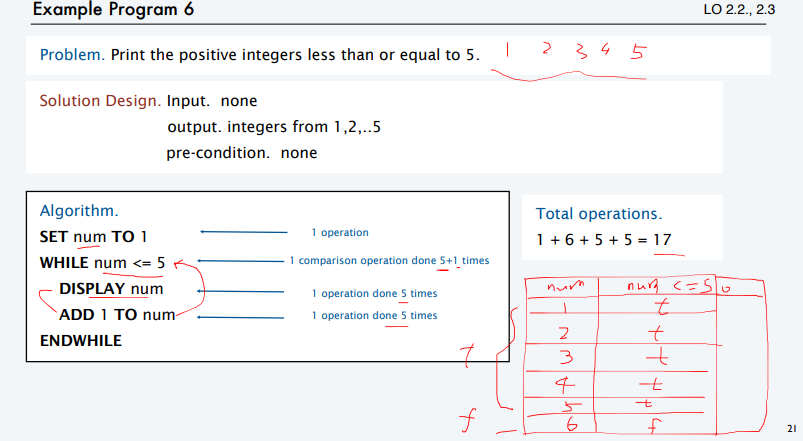 Example Program 6
LO 2.2., 2.3
Problem. Print the positive integers less than or equal to 5. 1 2 3 4 5
Solution Design. Input. none
output. integers from 1,2,..5
pre-condition. none
Algorithm.
SET num TO 1
1 operation
WHILE num <= 5
1 comparison operation done 5+1 times
DISPLAY num
1 operation done 5 times
ADD 1 TO num
1 operation done 5 times
ENDWHILE
Total operations.
1 + 6 + 5 + 5 = 17
num num <= 5
1 t
2 t
3 t
4 t
5 t
6 f
T
f
21